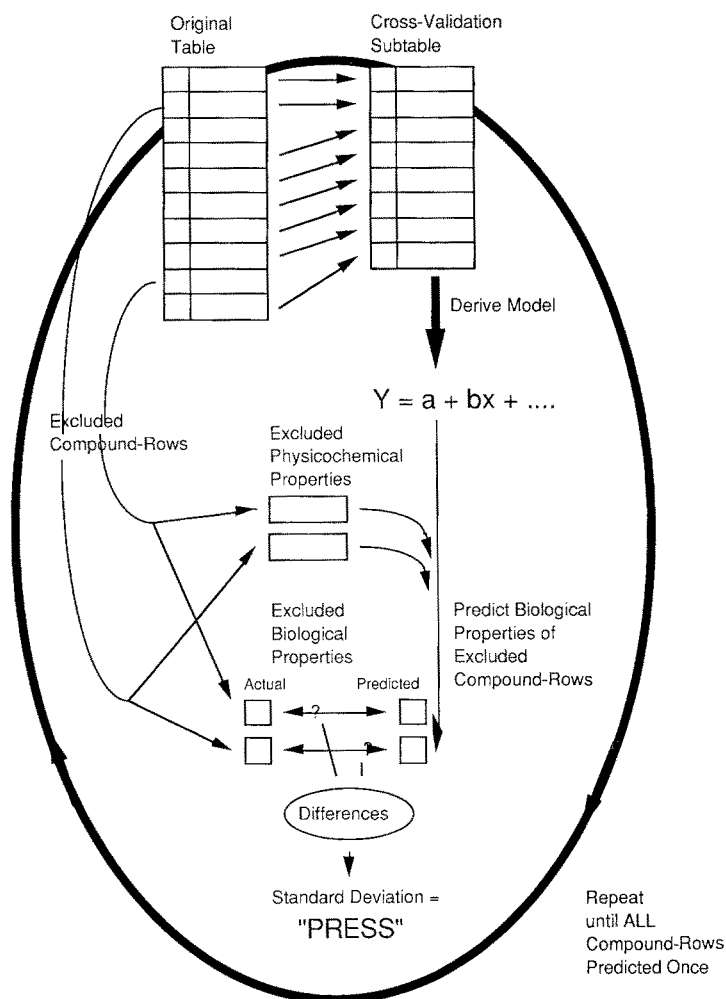 Original
Table
Cross-Validation
Subtable
Derive Model
Y = a + bx + ....
Excluded
Compound-Rows
Excluded
Physicochemical
Properties
Excluded
Biological
Properties
Predict Biological
Properties of
Excluded
Compound-Rows
Actual
Predicted
?
?
Differences
Standard Deviation =
"PRESS"
Repeat
until ALL
Compound-Rows
Predicted Once